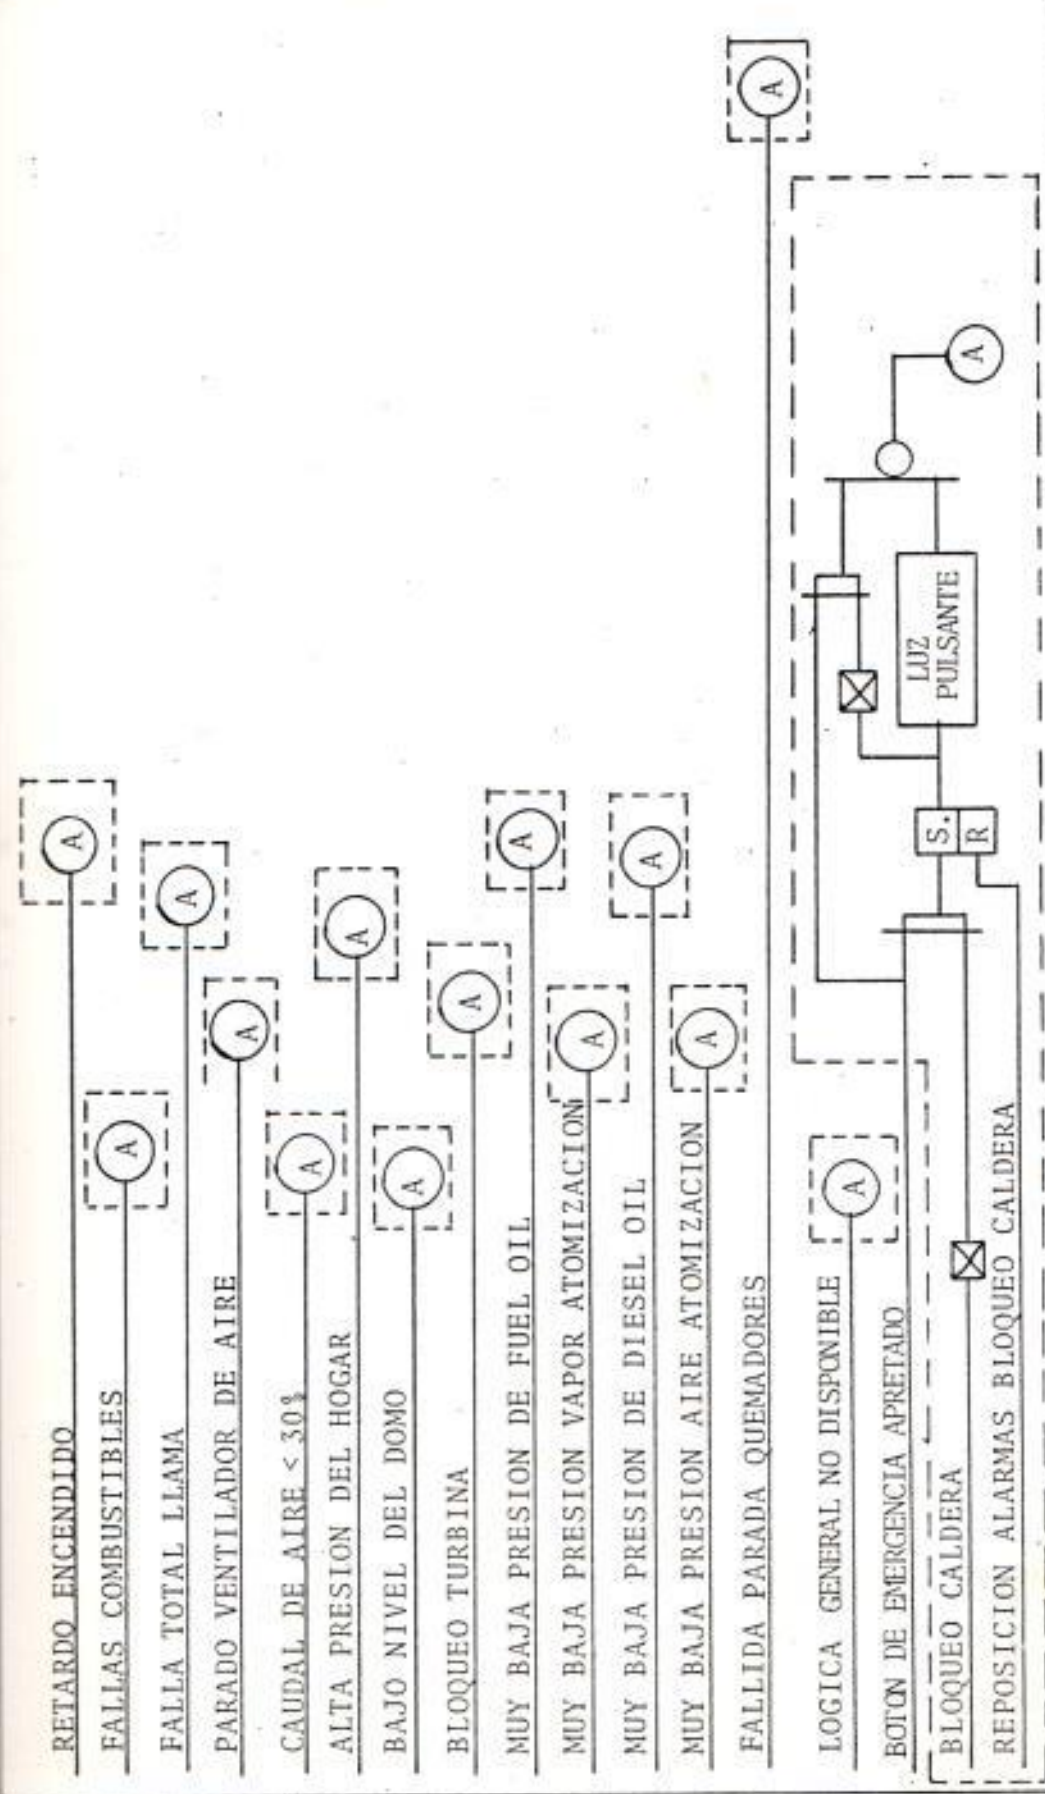 RETARDO ENCENDIDO
A
FALLAS COMBUSTIBLES
A
FALLA TOTAL LLAMA
A
PARADO VENTILADOR DE AIRE
A
CAUDAL DE AIRE < 30%
A
ALTA PRESION DEL HOGAR
A
BAJO NIVEL DEL DOMO
A
BLOQUEO TURBINA
A
MUY BAJA PRESION DE FUEL OIL
A
MUY BAJA PRESION VAPOR ATOMIZACION
A
MUY BAJA PRESION DE DIESEL OIL
A
MUY BAJA PRESION AIRE ATOMIZACION
A
FALLIDA PARADA QUEMADORES
A
LOGICA GENERAL NO DISPONIBLE
A
BOTON DE EMERGENCIA APRETADO
BLOQUEO CALDERA
REPOSICION ALARMAS BLOQUEO CALDERA
S.
R
LUZ
PULSANTE
A